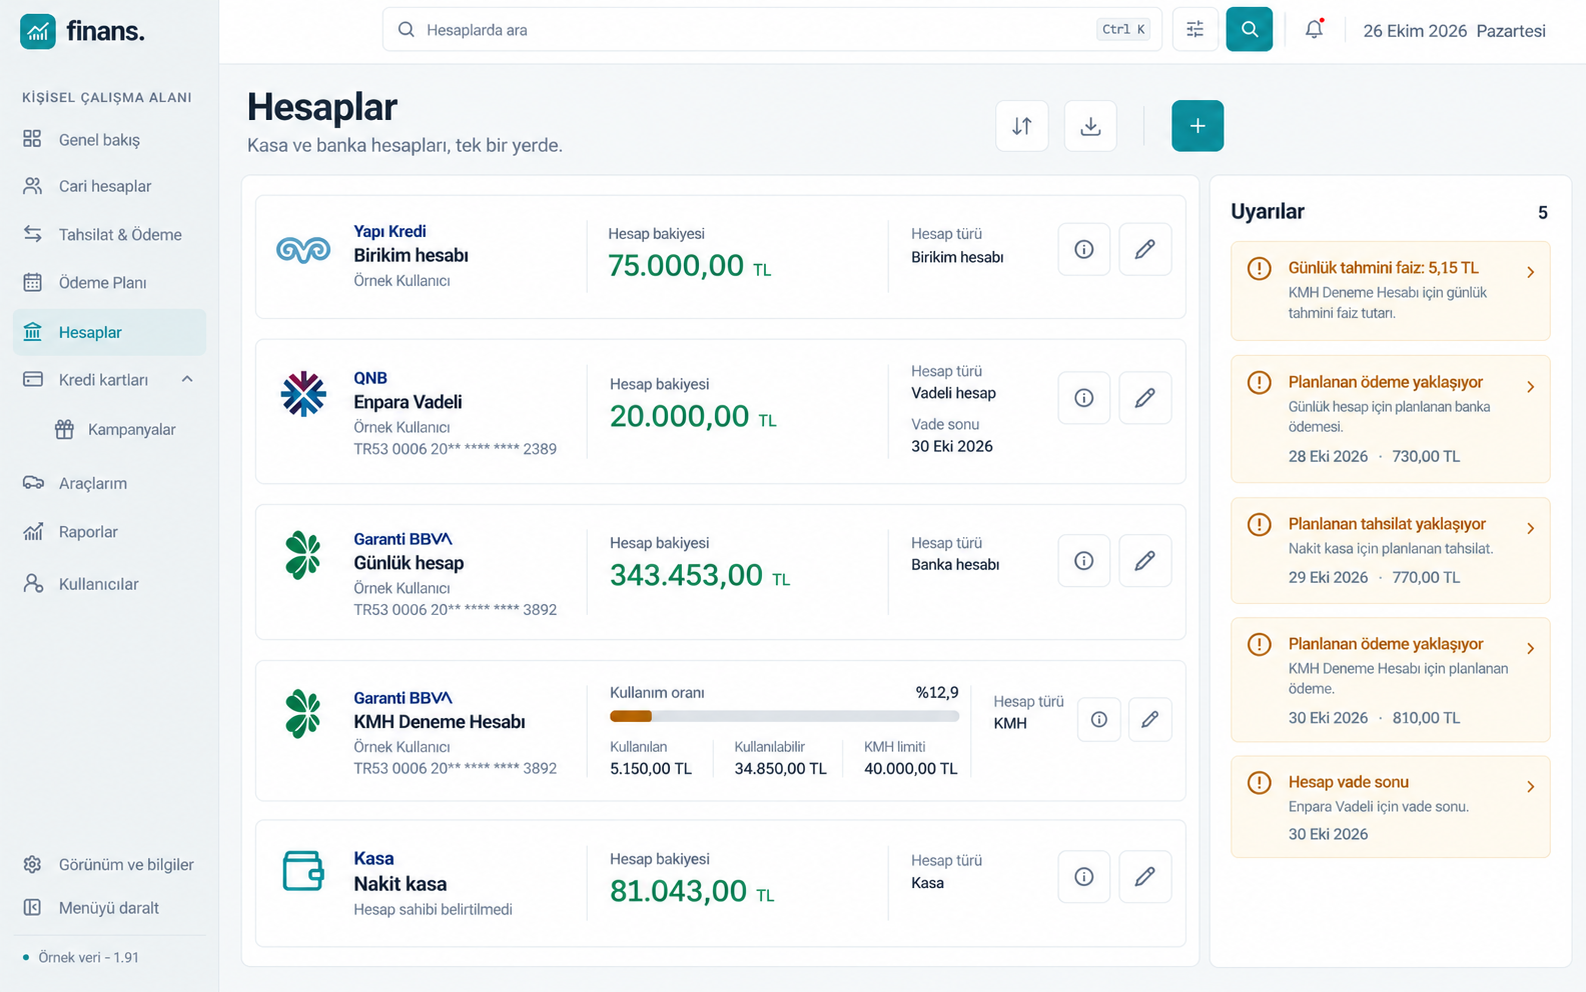 finans.
Hesaplarda ara
Ctrl K
26 Ekim 2026 Pazartesi
KİŞİSEL ÇALIŞMA ALANI
Genel bakış
Cari hesaplar
Tahsilat & Ödeme
Ödeme Planı
Hesaplar
Kredi kartları
Kampanyalar
Araçlarım
Raporlar
Kullanıcılar
Görünüm ve bilgiler
Menüyü daralt
Örnek veri - 1.91
Hesaplar
Kasa ve banka hesapları, tek bir yerde.
Yapı Kredi
Birikim hesabı
Örnek Kullanıcı
Hesap bakiyesi
75.000,00 TL
Hesap türü
Birikim hesabı
QNB
Enpara Vadeli
Örnek Kullanıcı
TR53 0006 20** **** **** 2389
Hesap bakiyesi
20.000,00 TL
Hesap türü
Vadeli hesap
Vade sonu
30 Eki 2026
Garanti BBVA
Günlük hesap
Örnek Kullanıcı
TR53 0006 20** **** **** 3892
Hesap bakiyesi
343.453,00 TL
Hesap türü
Banka hesabı
Garanti BBVA
KMH Deneme Hesabı
Örnek Kullanıcı
TR53 0006 20** **** **** 3892
Kullanım oranı %12,9
Kullanılan
5.150,00 TL
Kullanılabilir
34.850,00 TL
KMH limiti
40.000,00 TL
Hesap türü
KMH
Kasa
Nakit kasa
Hesap sahibi belirtilmedi
Hesap bakiyesi
81.043,00 TL
Hesap türü
Kasa
Uyarılar 5
Günlük tahmini faiz: 5,15 TL
KMH Deneme Hesabı için günlük
tahmini faiz tutarı.
Planlanan ödeme yaklaşıyor
Günlük hesap için planlanan banka
ödemesi.
28 Eki 2026 · 730,00 TL
Planlanan tahsilat yaklaşıyor
Nakit kasa için planlanan tahsilat.
29 Eki 2026 · 770,00 TL
Planlanan ödeme yaklaşıyor
KMH Deneme Hesabı için planlanan
ödeme.
30 Eki 2026 · 810,00 TL
Hesap vade sonu
Enpara Vadeli için vade sonu.
30 Eki 2026